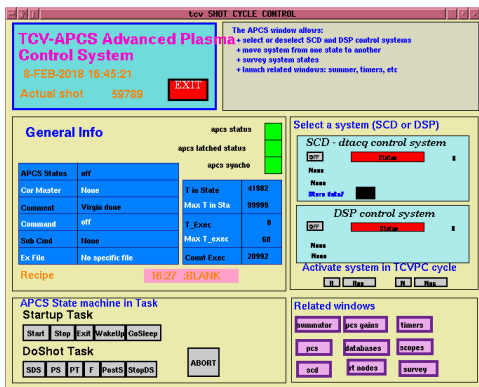 tcv SHOT CYCLE CONTROL
TCV-APCS Advanced Plasma
Control System
8-FEB-2018 16:45:21
Actual shot 59789
EXIT
The APCS window allows:
+ select or deselect SCD and DSP control systems
+ move system from one state to another
+ survey system states
+ launch related windows: summer, timers, etc
General Info
apcs status
apcs latched status
apcs syncho
APCS Status off
Cur Master None
Comment Virgin done
Command off
Sub Cmd None
Ex File No specific file
T in State 41982
Max T in Sta 99999
T_Exec 0
Max T_exec 60
Count Exec 20992
Recipe 16:27 :BLANK
Select a system (SCD or DSP)
SCD - dtacq control system
OFF Status
None
None
Store data?
DSP control system
OFF Status
None
None
Activate system in TCVPC cycle
APCS State machine in Task
Startup Task
Start Stop Exit WakeUp GoSleep
DoShot Task
SDS PS PT F PostS StopDS
ABORT
Related windows
summator pcs gains timers
pcs databases scopes
scd rt nodes survey